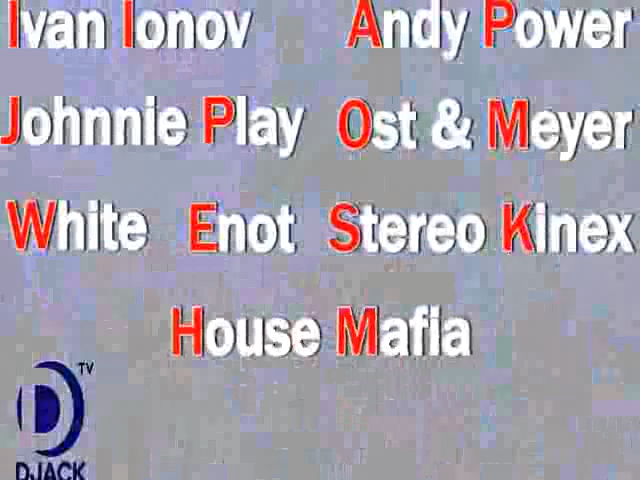 Ivan Ionov Andy Power
Johnnie Play Ost & Meyer
White Enot Stereo Kinex
House Mafia
TV
D
DJACK